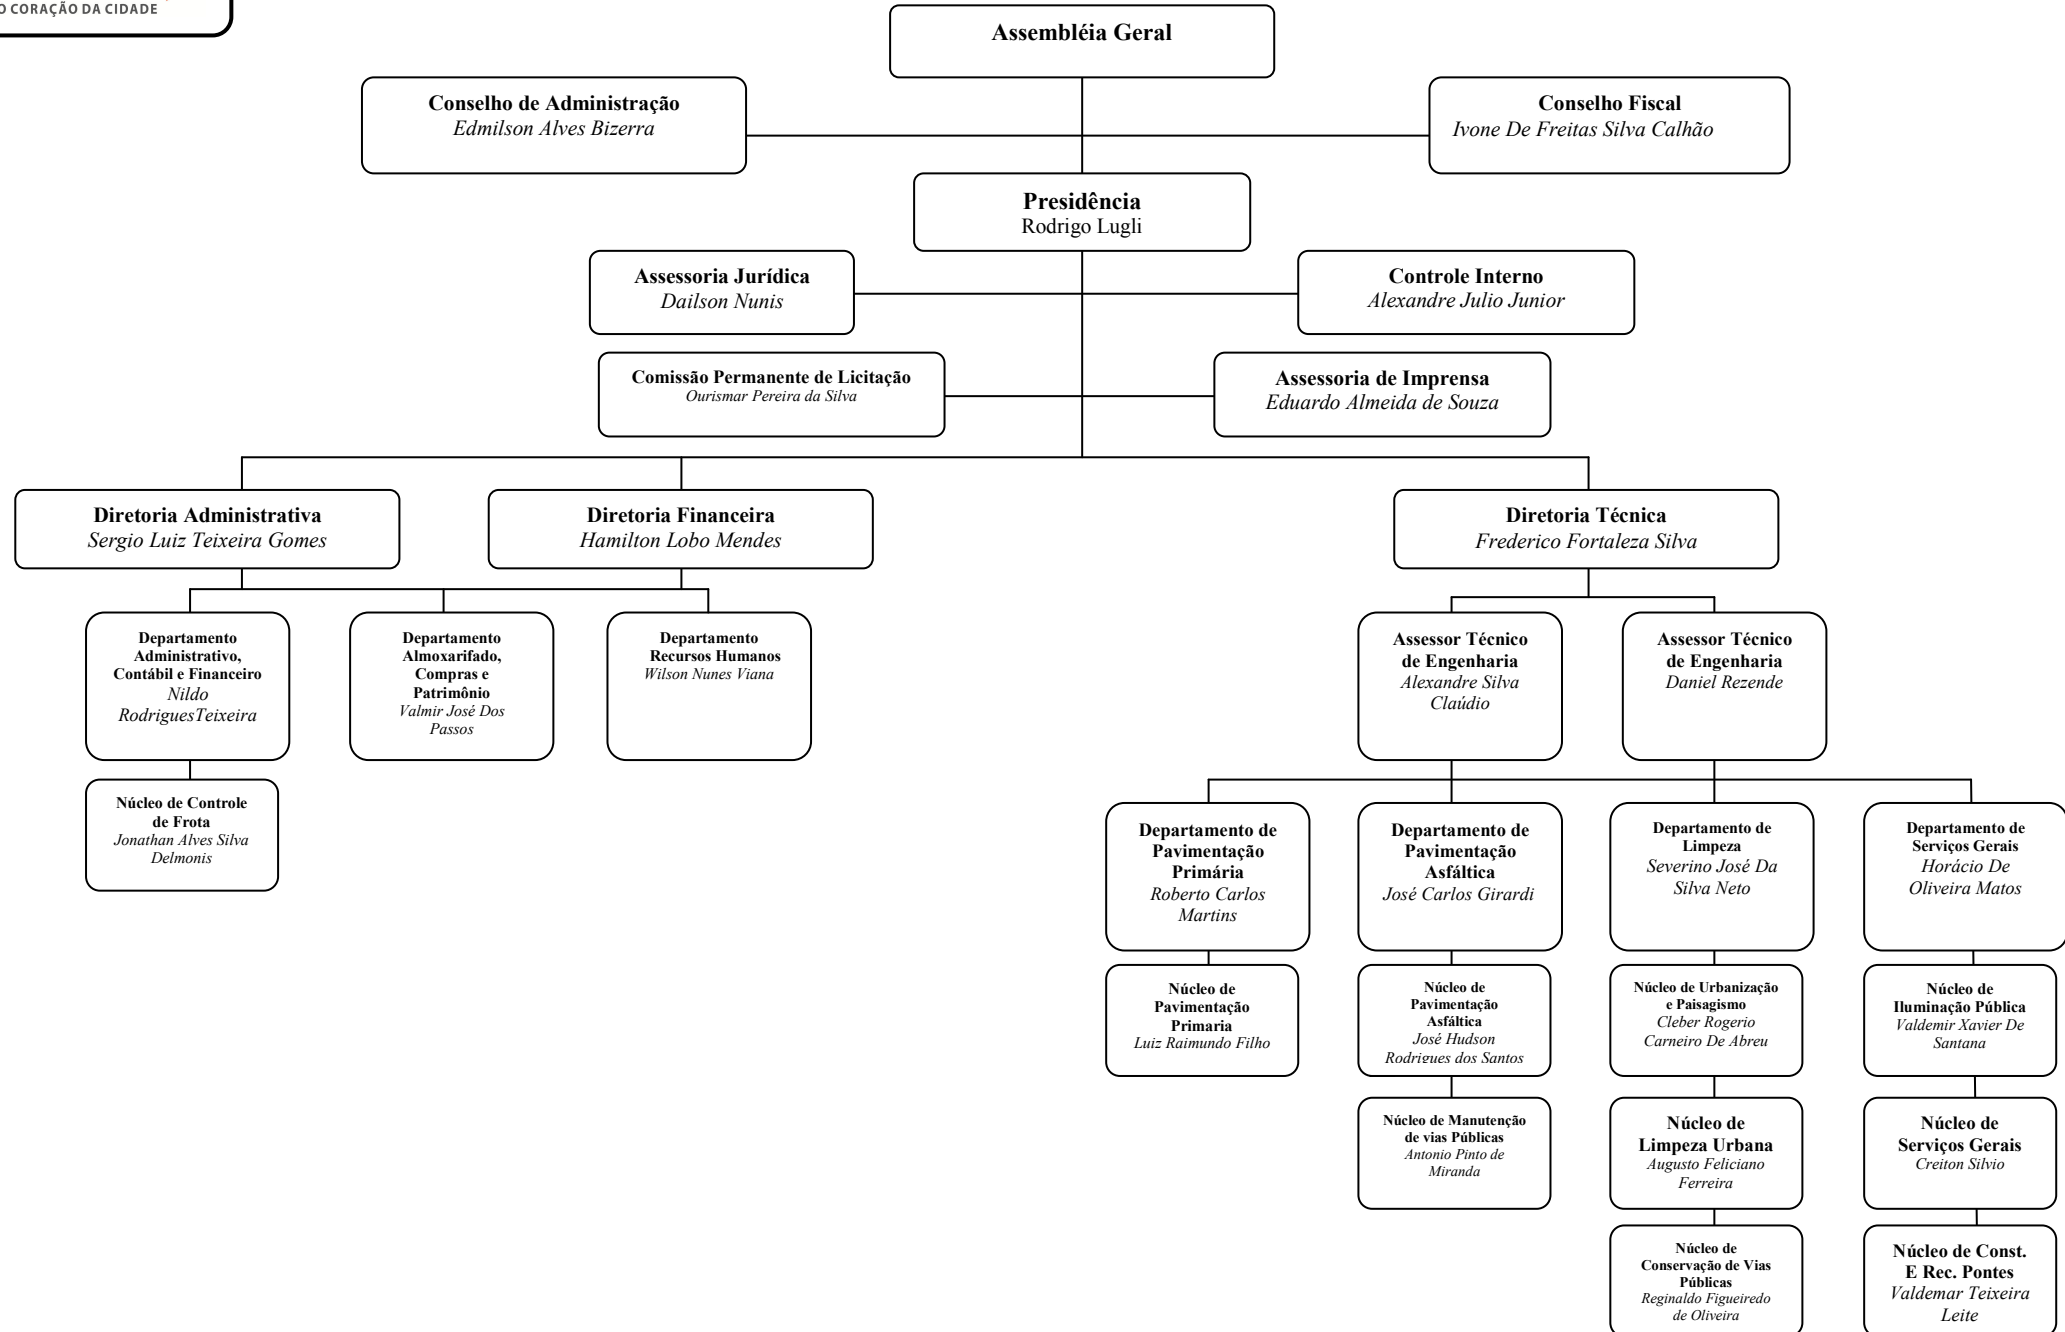 O CORAÇÃO DA CIDADE
Assembléia Geral
Conselho de Administração
Edmilson Alves Bizerra
Conselho Fiscal
Ivone De Freitas Silva Calhão
Presidência
Rodrigo Lugli
Assessoria Jurídica
Dailson Nunis
Controle Interno
Alexandre Julio Junior
Comissão Permanente de Licitação
Ourismar Pereira da Silva
Assessoria de Imprensa
Eduardo Almeida de Souza
Diretoria Administrativa
Sergio Luiz Teixeira Gomes
Diretoria Financeira
Hamilton Lobo Mendes
Diretoria Técnica
Frederico Fortaleza Silva
Departamento
Administrativo,
Contábil e Financeiro
Nildo
RodriguesTeixeira
Departamento
Almoxarifado,
Compras e
Patrimônio
Valmir José Dos
Passos
Departamento
Recursos Humanos
Wilson Nunes Viana
Assessor Técnico
de Engenharia
Alexandre Silva
Claúdio
Assessor Técnico
de Engenharia
Daniel Rezende
Núcleo de Controle
de Frota
Jonathan Alves Silva
Delmonis
Departamento de
Pavimentação
Primária
Roberto Carlos
Martins
Departamento de
Pavimentação
Asfáltica
José Carlos Girardi
Departamento de
Limpeza
Severino José Da
Silva Neto
Departamento de
Serviços Gerais
Horácio De
Oliveira Matos
Núcleo de
Pavimentação
Primaria
Luiz Raimundo Filho
Núcleo de
Pavimentação
Asfáltica
José Hudson
Rodrigues dos Santos
Núcleo de Urbanização
e Paisagismo
Cleber Rogerio
Carneiro De Abreu
Núcleo de
Iluminação Pública
Valdemir Xavier De
Santana
Núcleo de Manutenção
de vias Públicas
Antonio Pinto de
Miranda
Núcleo de
Limpeza Urbana
Augusto Feliciano
Ferreira
Núcleo de
Serviços Gerais
Creiton Silvio
Núcleo de
Conservação de Vias
Públicas
Reginaldo Figueiredo
de Oliveira
Núcleo de Const.
E Rec. Pontes
Valdemar Teixeira
Leite